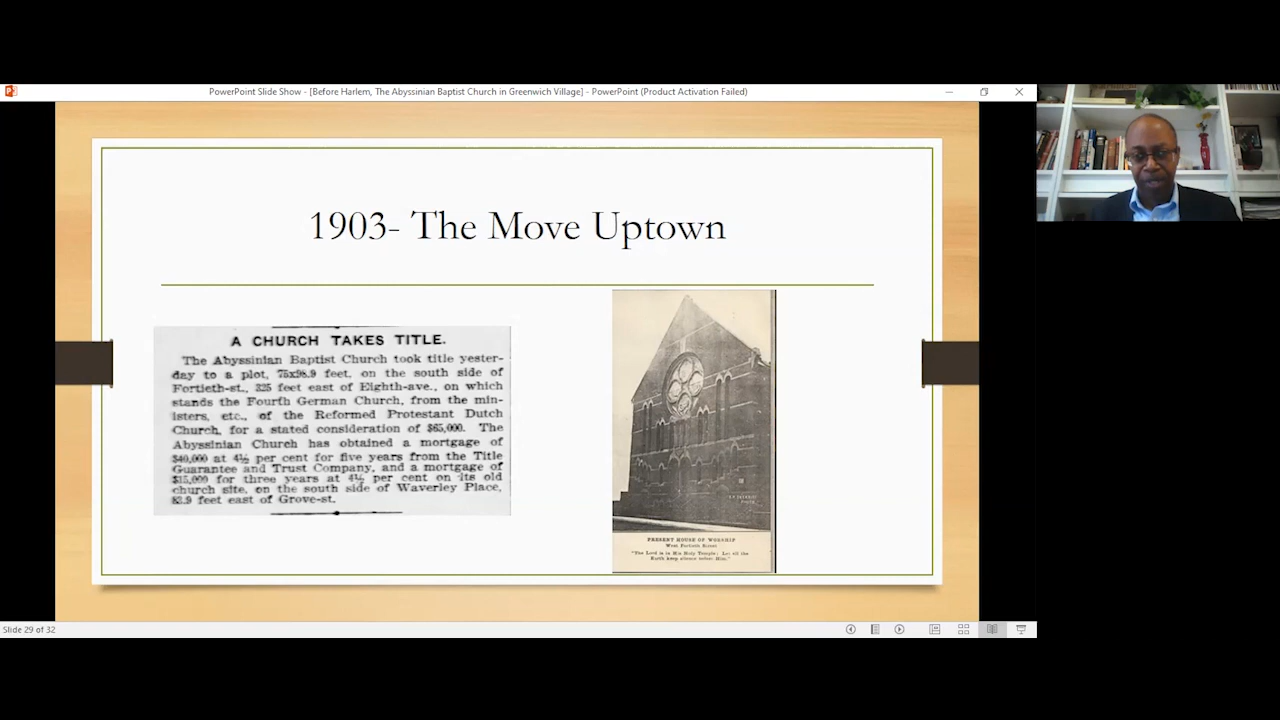 PowerPoint Slide Show - [Before Harlem, The Abyssinian Baptist Church in Greenwich Village] - PowerPoint (Product Activation Failed)
1903- The Move Uptown
A CHURCH TAKES TITLE.
The Abyssinian Baptist Church took title yester-
day to a plot, 75x98.9 feet, on the south side of
Fortieth-st., 325 feet east of Eighth-ave., on which
stands the Fourth German Church, from the min-
isters, etc., of the Reformed Protestant Dutch
Church, for a stated consideration of $65,000. The
Abyssinian Church has obtained a mortgage of
$40,000 at 4½ per cent for five years from the Title
Guarantee and Trust Company, and a mortgage of
$15,000 for three years at 4½ per cent on its old
church site, on the south side of Waverley Place,
83.9 feet east of Grove-st.
PRESENT HOUSE OF WORSHIP
West Fortieth Street
"The Lord is in His Holy Temple: Let all the
Earth keep silence before Him."
Slide 29 of 32